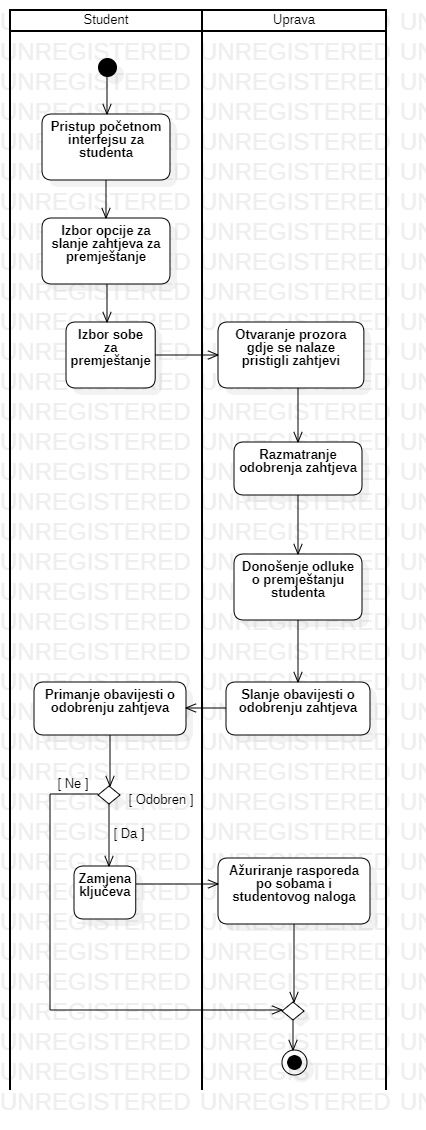 Student
Uprava
Pristup početnom
interfejsu za
studenta
Izbor opcije za
slanje zahtjeva za
premještanje
Izbor sobe
za
premještanje
Otvaranje prozora
gdje se nalaze
pristigli zahtjevi
Razmatranje
odobrenja zahtjeva
Donošenje odluke
o premještanju
studenta
Slanje obavijesti o
odobrenju zahtjeva
Primanje obavijesti o
odobrenju zahtjeva
[ Ne ]
[ Odobren ]
[ Da ]
Zamjena
ključeva
Ažuriranje rasporeda
po sobama i
studentovog naloga
UNREGISTERED